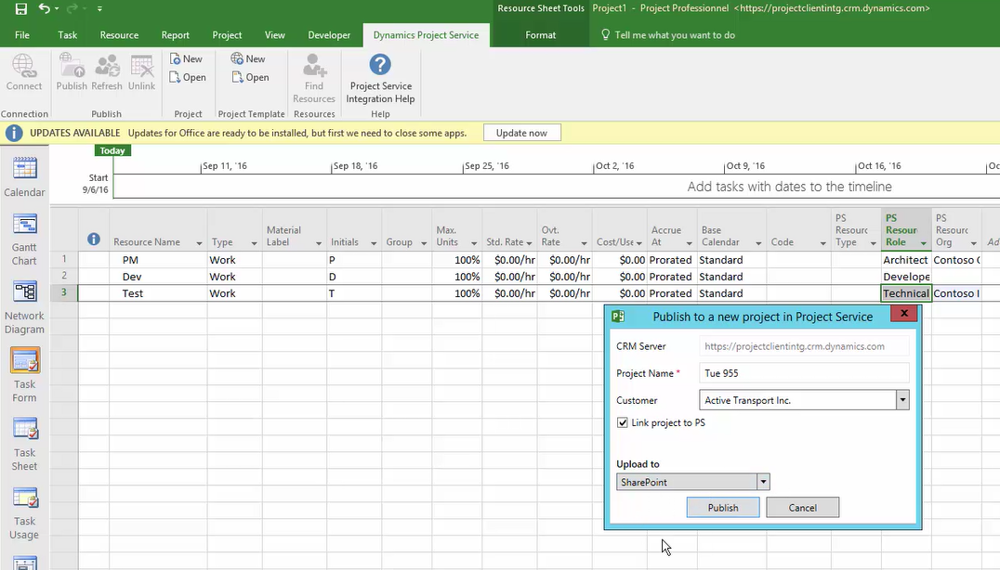 Resource Sheet Tools
Project1 - Project Professionnel <https://projectclientintg.crm.dynamics.com>
File Task Resource Report Project View Developer Dynamics Project Service Format Tell me what you want to do
Connect
Publish Refresh Unlink
New
Open
New
Open
Find
Resources
Project Service
Integration Help
Connection Publish Project Project Template Resources Help
UPDATES AVAILABLE Updates for Office are ready to be installed, but first we need to close some apps. Update now
Today
Start
9/6/16
Sep 11, '16 Sep 18, '16 Sep 25, '16 Oct 2, '16 Oct 9, '16 Oct 16, '16
Add tasks with dates to the timeline
Calendar
Gantt
Chart
Network
Diagram
Task
Form
Task
Sheet
Task
Usage
Resource Name
Type
Material
Label
Initials
Group
Max.
Units
Std. Rate
Ovt.
Rate
Cost/Use
Accrue
At
Base
Calendar
Code
PS
Resourc
Type
PS
Resour
Role
PS
Resourc
Org
Ad
1 PM Work P 100% $0.00/hr $0.00/hr $0.00 Prorated Standard Architect Contoso
2 Dev Work D 100% $0.00/hr $0.00/hr $0.00 Prorated Standard Develope
3 Test Work T 100% $0.00/hr $0.00/hr $0.00 Prorated Standard Technical Contoso
Publish to a new project in Project Service
CRM Server https://projectclientintg.crm.dynamics.com
Project Name * Tue 955
Customer Active Transport Inc.
Link project to PS
Upload to
SharePoint
Publish Cancel